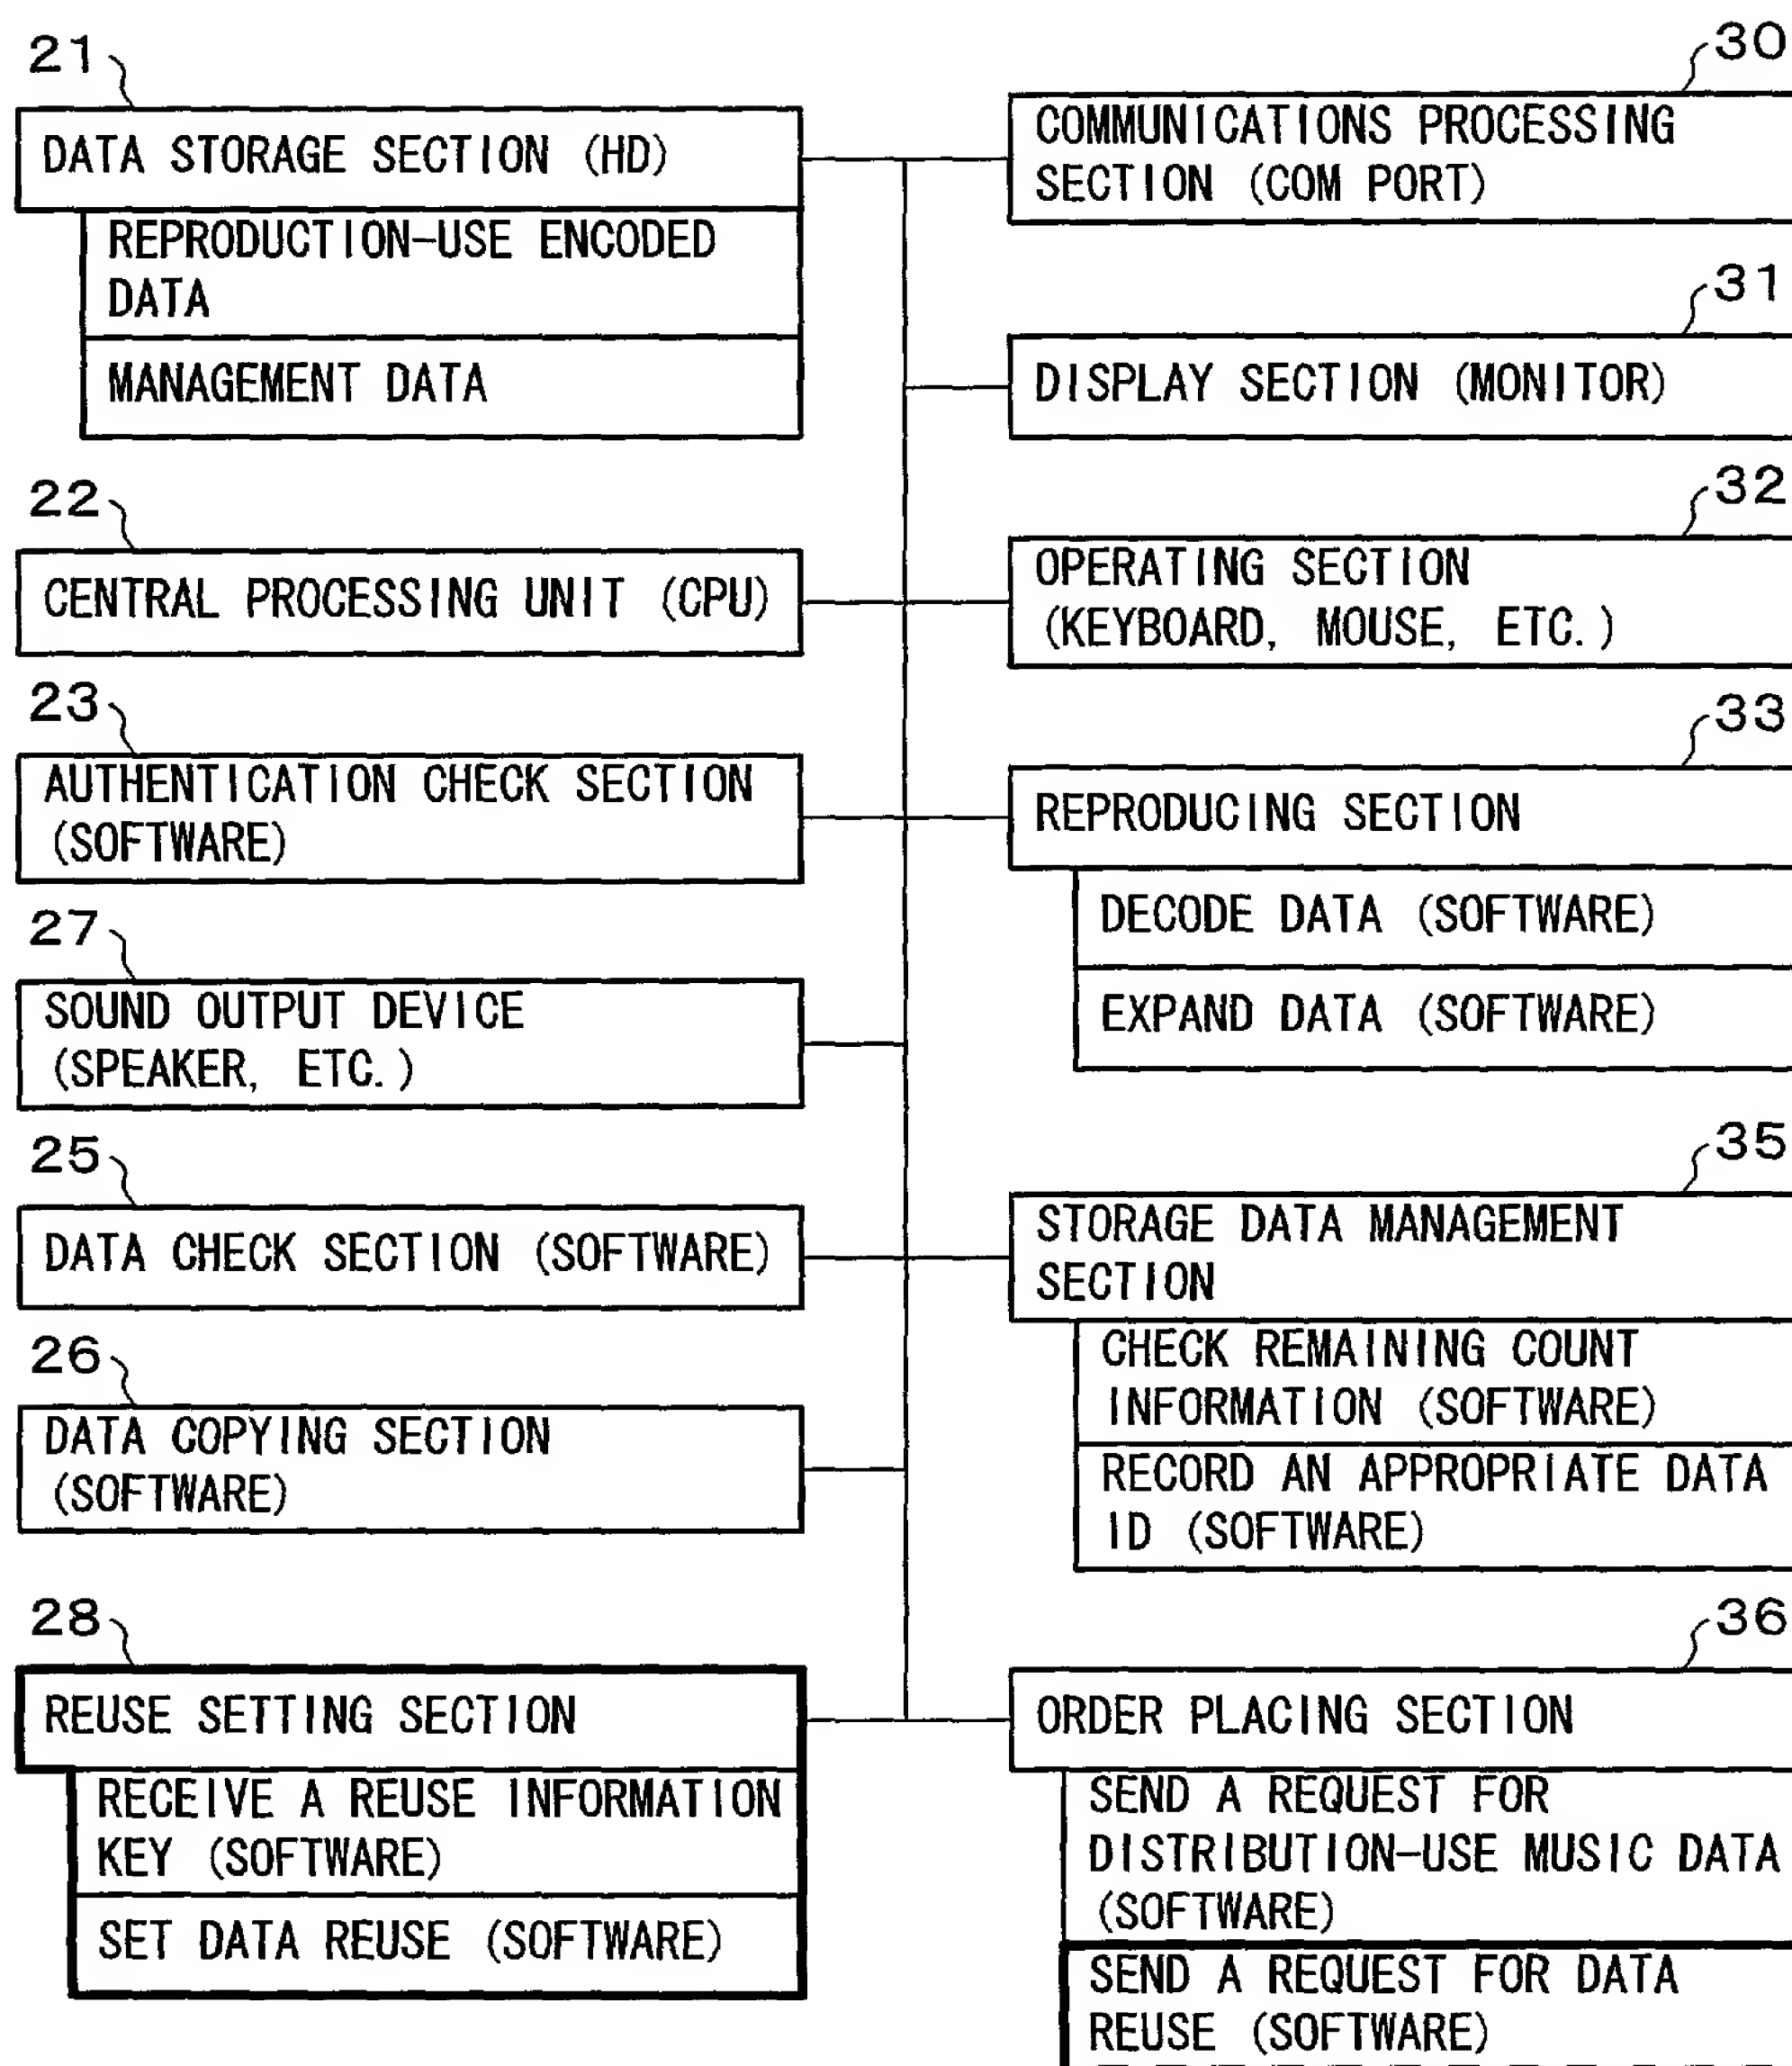 21
DATA STORAGE SECTION (HD)
REPRODUCTION-USE ENCODED
DATA
MANAGEMENT DATA
22
CENTRAL PROCESSING UNIT (CPU)
23
AUTHENTICATION CHECK SECTION
(SOFTWARE)
27
SOUND OUTPUT DEVICE
(SPEAKER, ETC.)
25
DATA CHECK SECTION (SOFTWARE)
26
DATA COPYING SECTION
(SOFTWARE)
28
REUSE SETTING SECTION
RECEIVE A REUSE INFORMATION
KEY (SOFTWARE)
SET DATA REUSE (SOFTWARE)
30
COMMUNICATIONS PROCESSING
SECTION (COM PORT)
31
DISPLAY SECTION (MONITOR)
32
OPERATING SECTION
(KEYBOARD, MOUSE, ETC.)
33
REPRODUCING SECTION
DECODE DATA (SOFTWARE)
EXPAND DATA (SOFTWARE)
35
STORAGE DATA MANAGEMENT
SECTION
CHECK REMAINING COUNT
INFORMATION (SOFTWARE)
RECORD AN APPROPRIATE DATA
ID (SOFTWARE)
36
ORDER PLACING SECTION
SEND A REQUEST FOR
DISTRIBUTION-USE MUSIC DATA
(SOFTWARE)
SEND A REQUEST FOR DATA
REUSE (SOFTWARE)